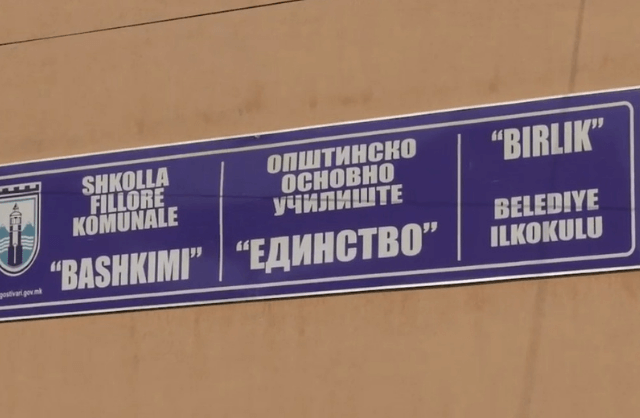 SHKOLLA
FILLORE
KOMUNALE
"BASHKIMI"
gostivari.gov.mk
ОПШТИНСКО
ОСНОВНО
УЧИЛИШТЕ
"ЕДИНСТВО"
"BIRLIK"
BELEDIYE
ILKOKULU